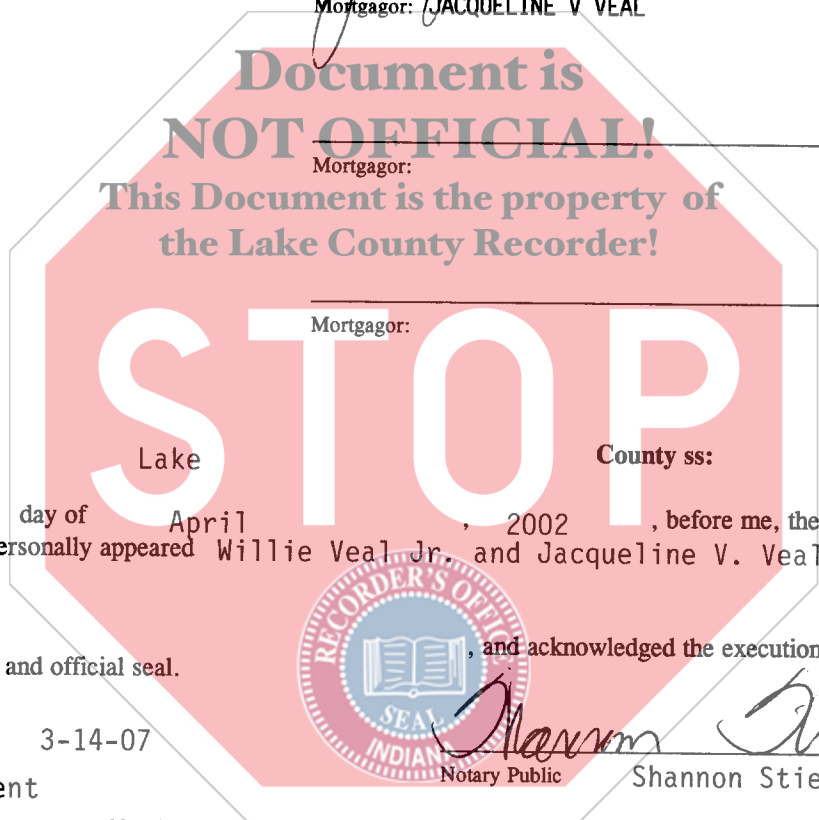 Mortgagor: JACQUELINE V VEAL
Document is
NOT OFFICIAL!
Mortgagor:
This Document is the property of
the Lake County Recorder!
Mortgagor:
STOP
Lake County ss:
day of April , 2002 , before me, the
ersonally appeared Willie Veal Jr. and Jacqueline V. Veal
RECORDER'S OFFICE
, and acknowledged the execution
and official seal.
SEAL
INDIANA
3-14-07
Notary Public Shannon Stie
ent